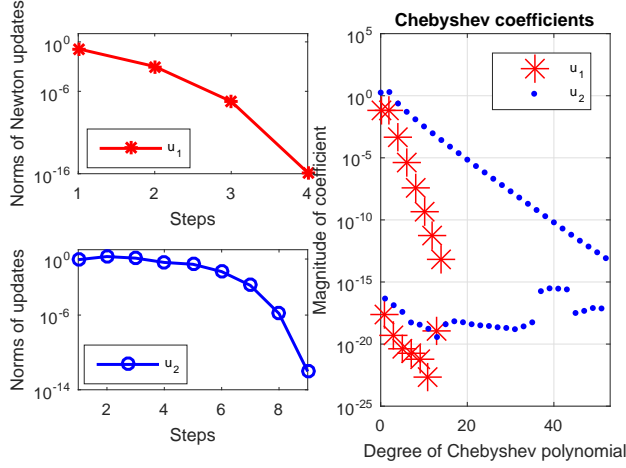 Norms of Newton updates
10^0
10^-6
10^-16
u_1
1 2 3 4
Steps
Norms of updates
10^0
10^-6
10^-14
u_2
2 4 6 8
Steps
Chebyshev coefficients
Magnitude of coefficient
10^5
10^0
10^-5
10^-10
10^-15
10^-20
10^-25
u_1
u_2
0 20 40
Degree of Chebyshev polynomial